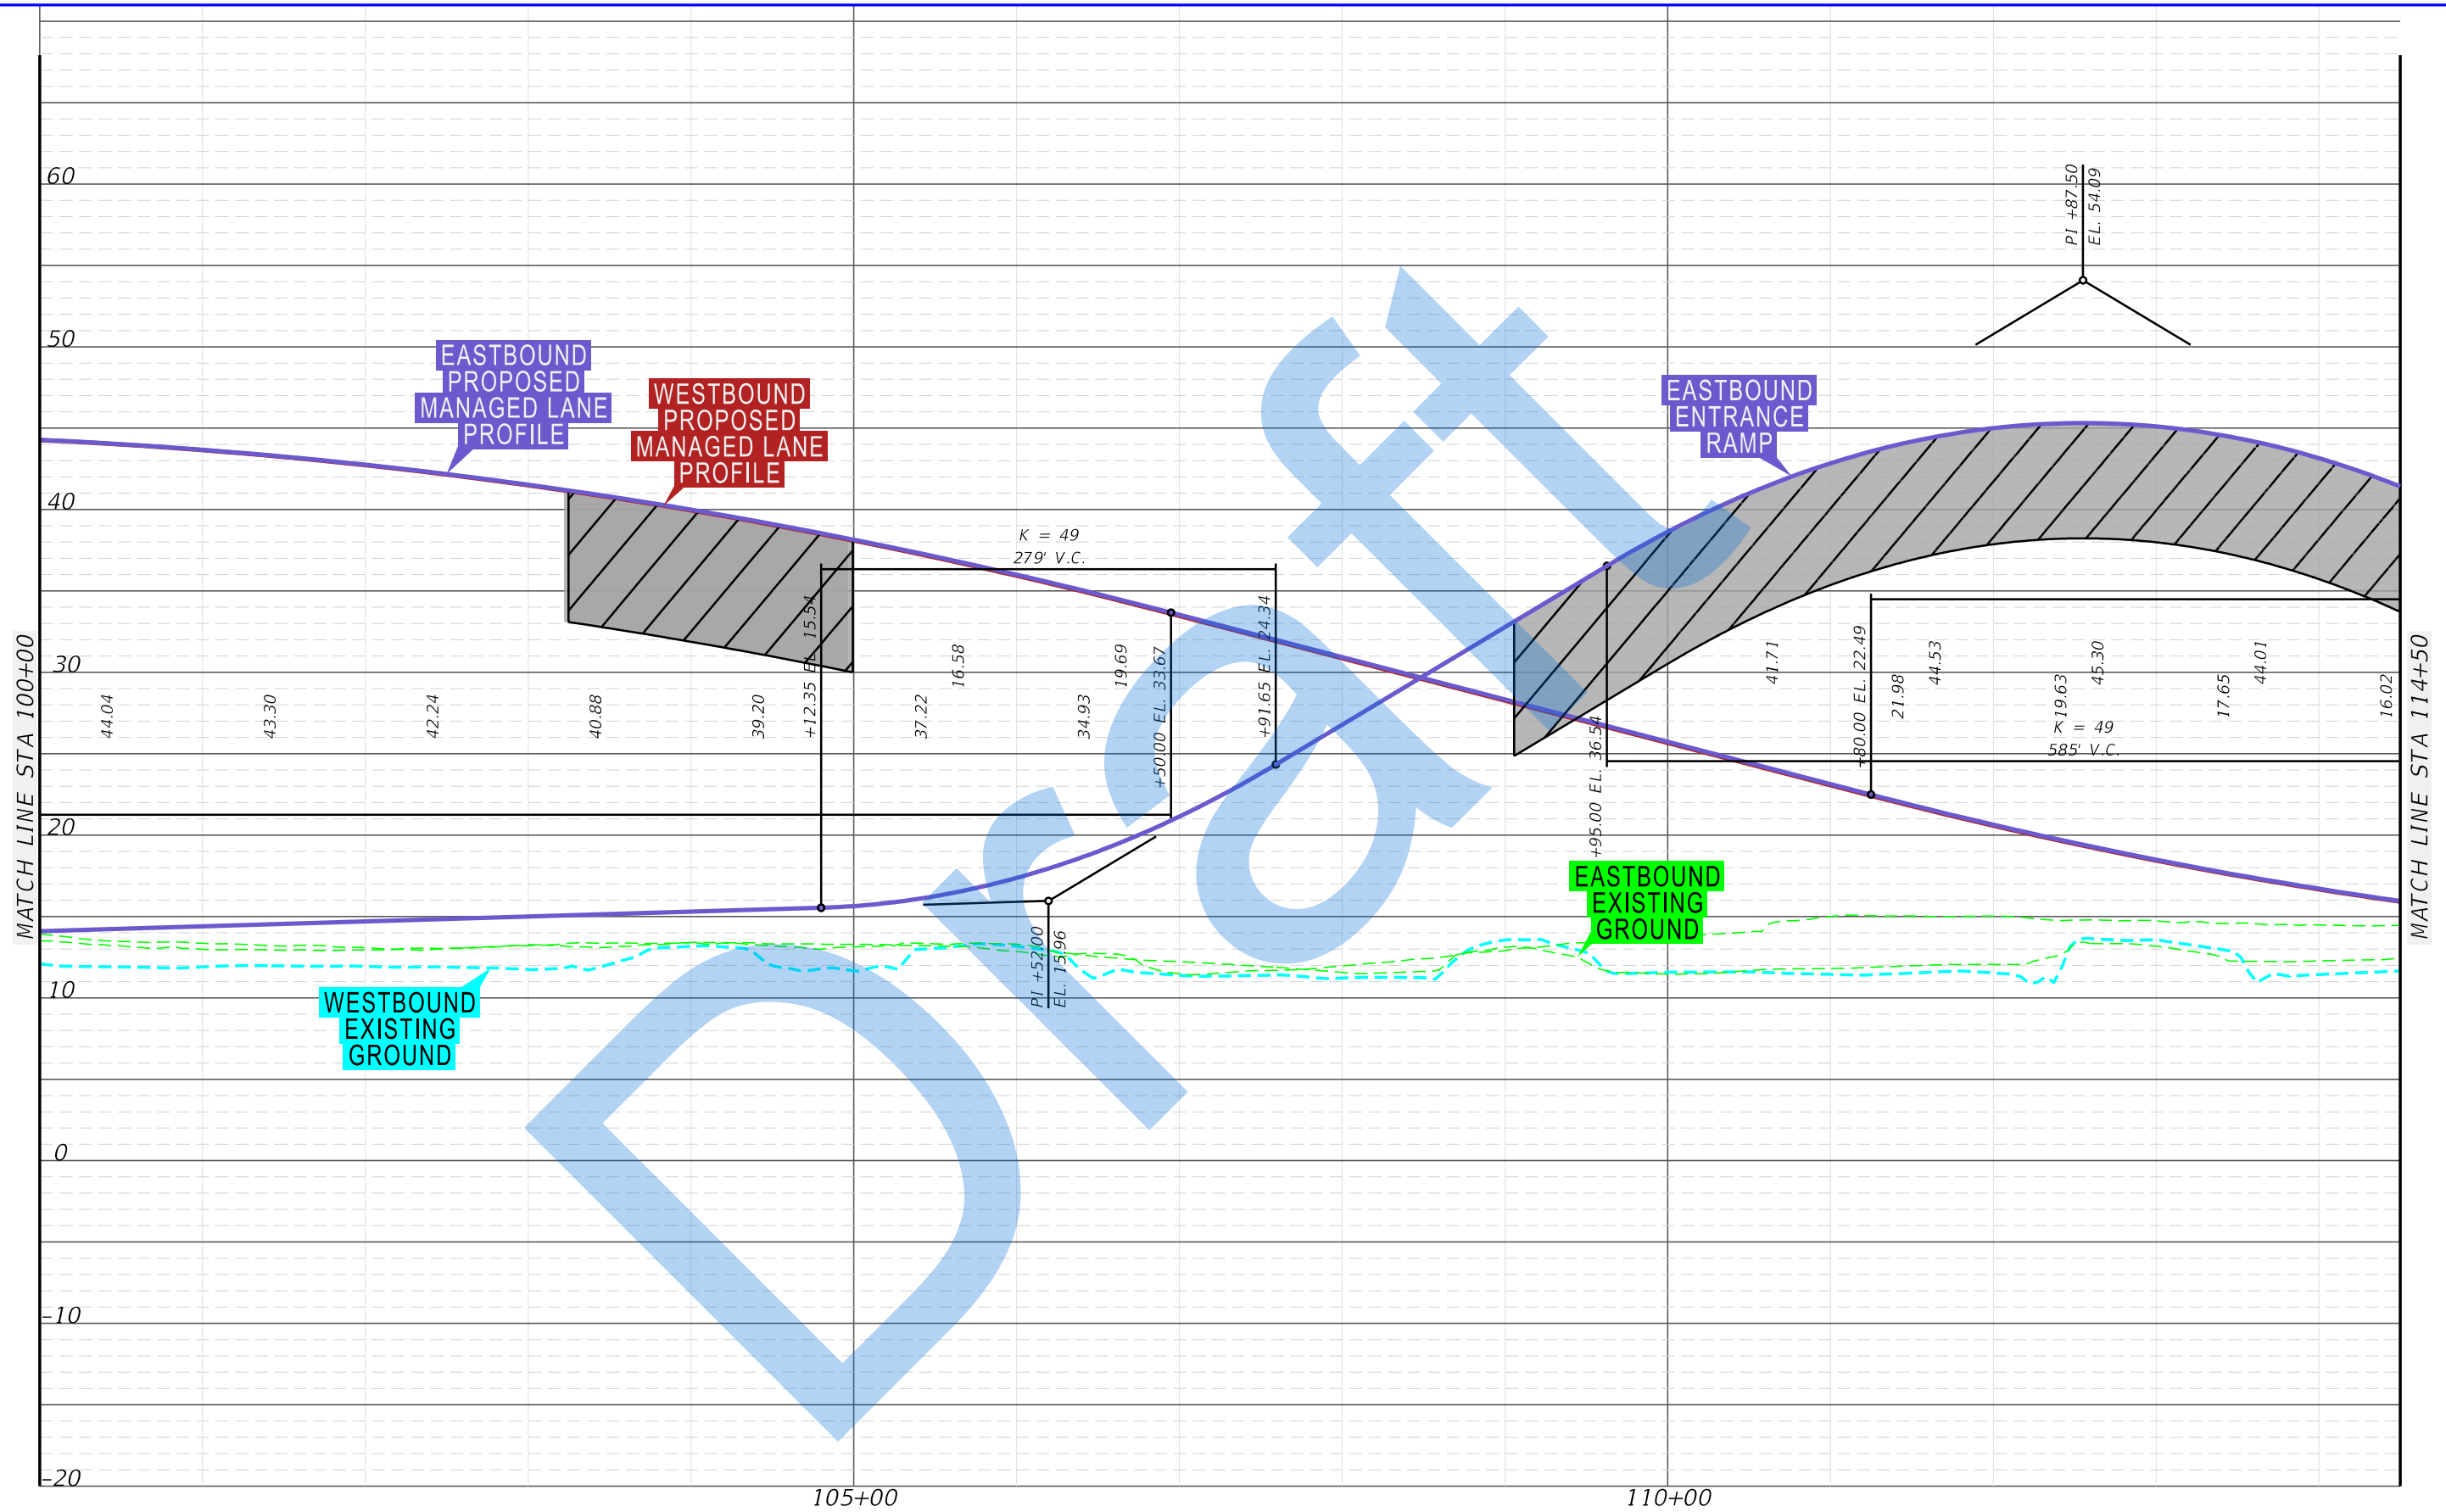 60
50
40
30
20
10
0
-10
-20
MATCH LINE STA 100+00
MATCH LINE STA 114+50
105+00
110+00
EASTBOUND
PROPOSED
MANAGED LANE
PROFILE
WESTBOUND
PROPOSED
MANAGED LANE
PROFILE
EASTBOUND
ENTRANCE
RAMP
PI +87.50
EL. 54.09
K = 49
279' V.C.
44.04
43.30
42.24
40.88
39.20
+12.35 EL. 15.54
37.22
16.58
34.93
19.69
+50.00 EL. 33.67
+91.65 EL. 24.34
+95.00 EL. 36.54
41.71
+80.00 EL. 22.49
21.98
44.53
19.63
45.30
17.65
44.01
16.02
K = 49
585' V.C.
PI +52.00
EL. 15.96
EASTBOUND
EXISTING
GROUND
WESTBOUND
EXISTING
GROUND
Draft